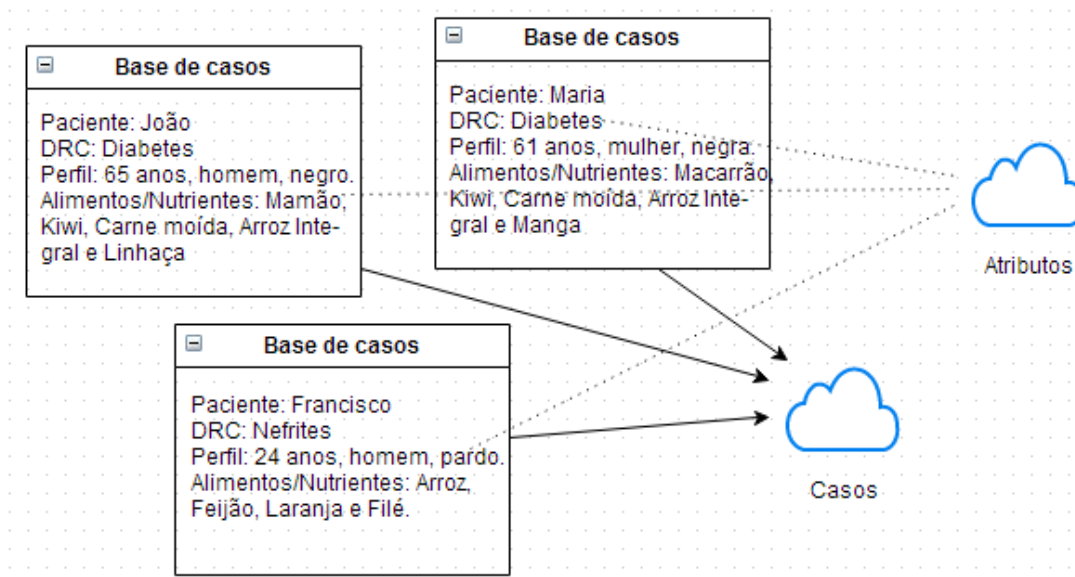 Base de casos
Paciente: João
DRC: Diabetes
Perfil: 65 anos, homem, negro.
Alimentos/Nutrientes: Mamão,
Kiwi, Carne moída, Arroz Inte-
gral e Linhaça
Base de casos
Paciente: Maria
DRC: Diabetes
Perfil: 61 anos, mulher, negra.
Alimentos/Nutrientes: Macarrão,
Kiwi, Carne moída, Arroz Inte-
gral e Manga
Atributos
Base de casos
Paciente: Francisco
DRC: Nefrites
Perfil: 24 anos, homem, pardo.
Alimentos/Nutrientes: Arroz,
Feijão, Laranja e Filé.
Casos